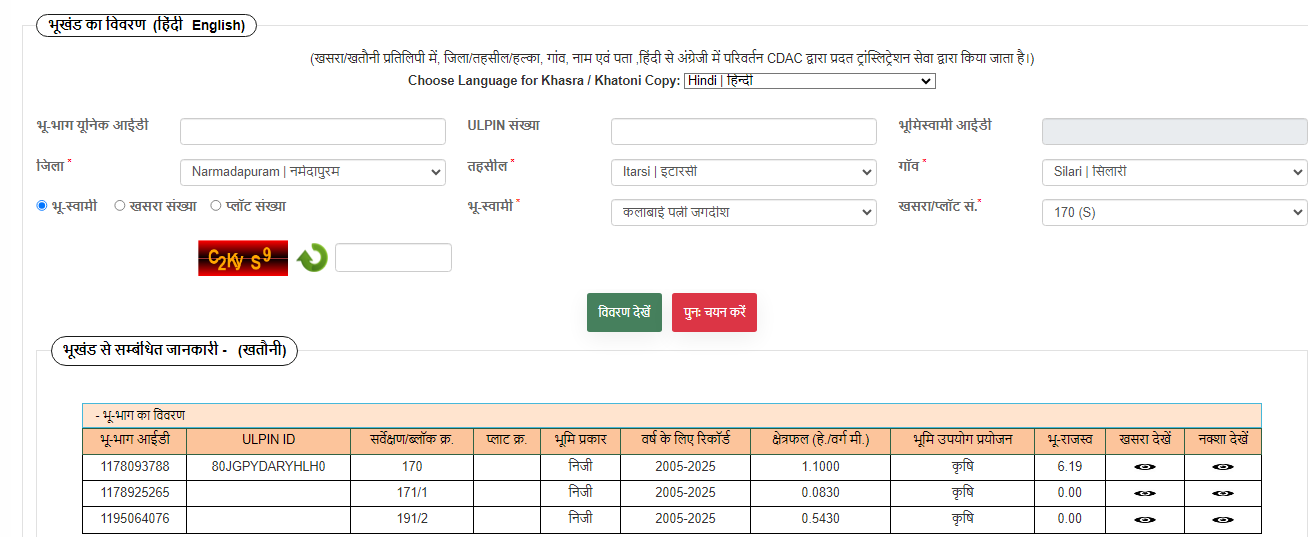 भूखंड का विवरण (हिंदी English)
(खसरा/खतौनी प्रतिलिपी में, जिला/तहसील/हल्का, गांव, नाम एवं पता ,हिंदी से अंग्रेजी में परिवर्तन CDAC द्वारा प्रदत ट्रांस्लिट्रेशन सेवा द्वारा किया जाता है।)
Choose Language for Khasra / Khatoni Copy: Hindi | हिन्दी
भू-भाग यूनिक आईडी ULPIN संख्या भूमिस्वामी आईडी
जिला * Narmadapuram | नर्मदापुरम तहसील * Itarsi | इटारसी गाँव * Silari | सिलारी
भू-स्वामी खसरा संख्या प्लॉट संख्या भू-स्वामी * कलाबाई पत्नी जगदीश खसरा/प्लॉट सं.* 170 (S)
C2Ky S9
विवरण देखें पुनः चयन करें
भूखंड से सम्बंधित जानकारी - (खतौनी)
- भू-भाग का विवरण
भू-भाग आईडी ULPIN ID सर्वेक्षण/ब्लॉक क्र. प्लाट क्र. भूमि प्रकार वर्ष के लिए रिकॉर्ड क्षेत्रफल (हे./वर्ग मी.) भूमि उपयोग प्रयोजन भू-राजस्व खसरा देखें नक्शा देखें
1178093788 80JGPYDARYHLH0 170 निजी 2005-2025 1.1000 कृषि 6.19
1178925265 171/1 निजी 2005-2025 0.0830 कृषि 0.00
1195064076 191/2 निजी 2005-2025 0.5430 कृषि 0.00